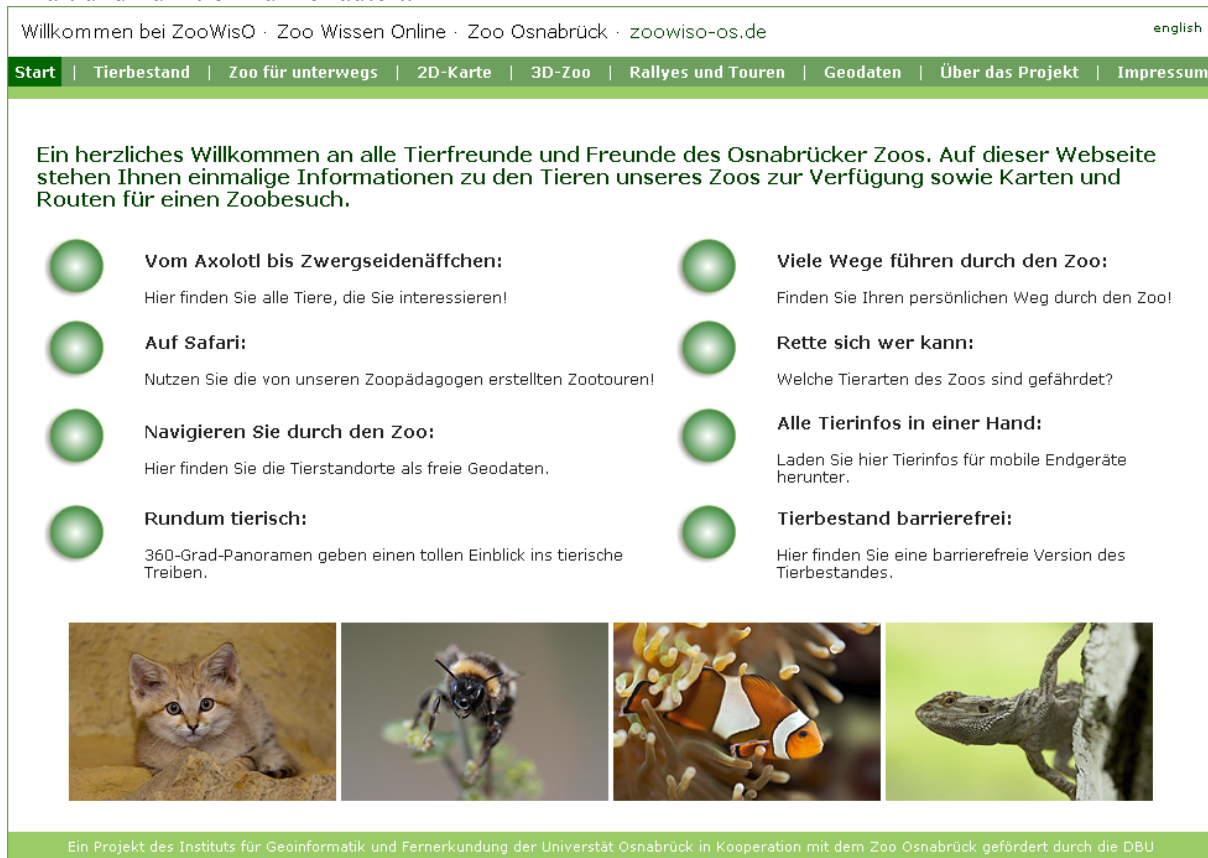 Willkommen bei ZooWisO · Zoo Wissen Online · Zoo Osnabrück · zoowiso-os.de
english
Start | Tierbestand | Zoo für unterwegs | 2D-Karte | 3D-Zoo | Rallyes und Touren | Geodaten | Über das Projekt | Impressum
Ein herzliches Willkommen an alle Tierfreunde und Freunde des Osnabrücker Zoos. Auf dieser Webseite
stehen Ihnen einmalige Informationen zu den Tieren unseres Zoos zur Verfügung sowie Karten und
Routen für einen Zoobesuch.
Vom Axolotl bis Zwergseidenäffchen:
Hier finden Sie alle Tiere, die Sie interessieren!
Auf Safari:
Nutzen Sie die von unseren Zoopädagogen erstellten Zootouren!
Navigieren Sie durch den Zoo:
Hier finden Sie die Tierstandorte als freie Geodaten.
Rundum tierisch:
360-Grad-Panoramen geben einen tollen Einblick ins tierische
Treiben.
Viele Wege führen durch den Zoo:
Finden Sie Ihren persönlichen Weg durch den Zoo!
Rette sich wer kann:
Welche Tierarten des Zoos sind gefährdet?
Alle Tierinfos in einer Hand:
Laden Sie hier Tierinfos für mobile Endgeräte
herunter.
Tierbestand barrierefrei:
Hier finden Sie eine barrierefreie Version des
Tierbestandes.
Ein Projekt des Instituts für Geoinformatik und Fernerkundung der Universtät Osnabrück in Kooperation mit dem Zoo Osnabrück gefördert durch die DBU